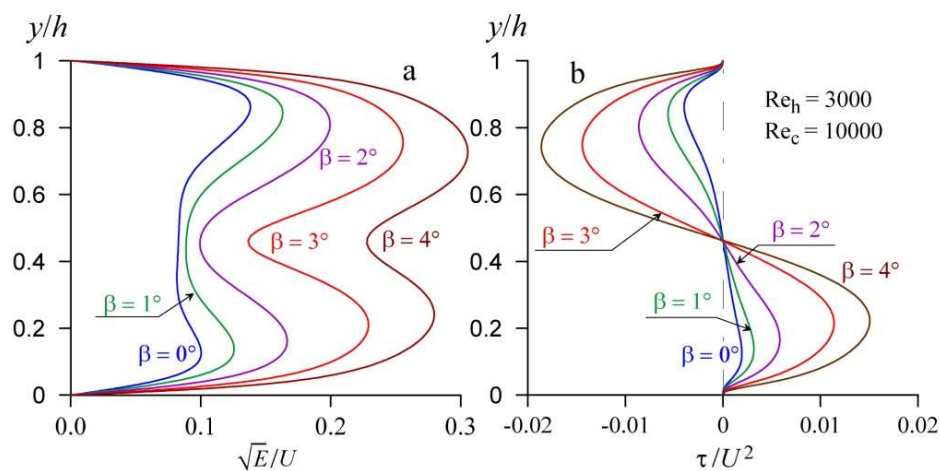 y/h
1
0.8
0.6
0.4
0.2
0
0.0
0.1
0.2
0.3
√E/U
a
β = 2°
β = 3°
β = 4°
β = 1°
β = 0°
y/h
1
0.8
0.6
0.4
0.2
0
-0.02
-0.01
0
0.01
0.02
τ/U²
b
Reh = 3000
Rec = 10000
β = 3°
β = 2°
β = 4°
β = 1°
β = 0°